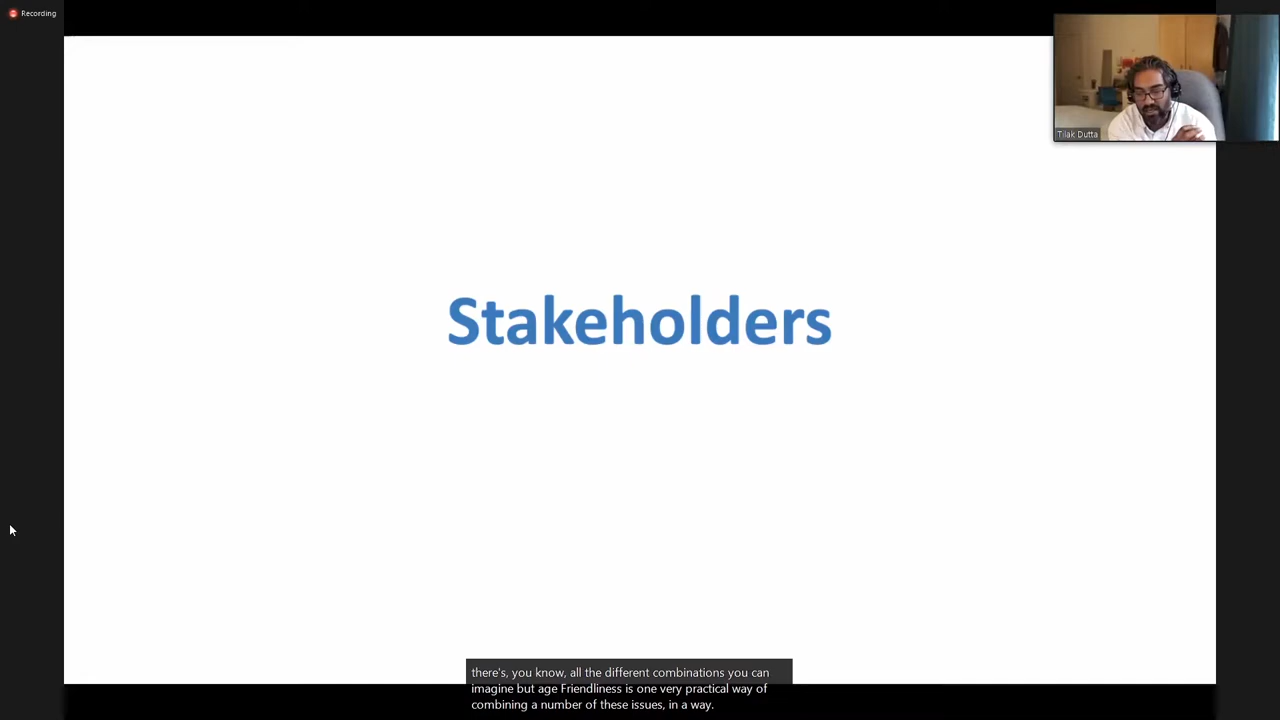 Recording
Tilak Dutta
Stakeholders
there's, you know, all the different combinations you can
imagine but age Friendliness is one very practical way of
combining a number of these issues, in a way.